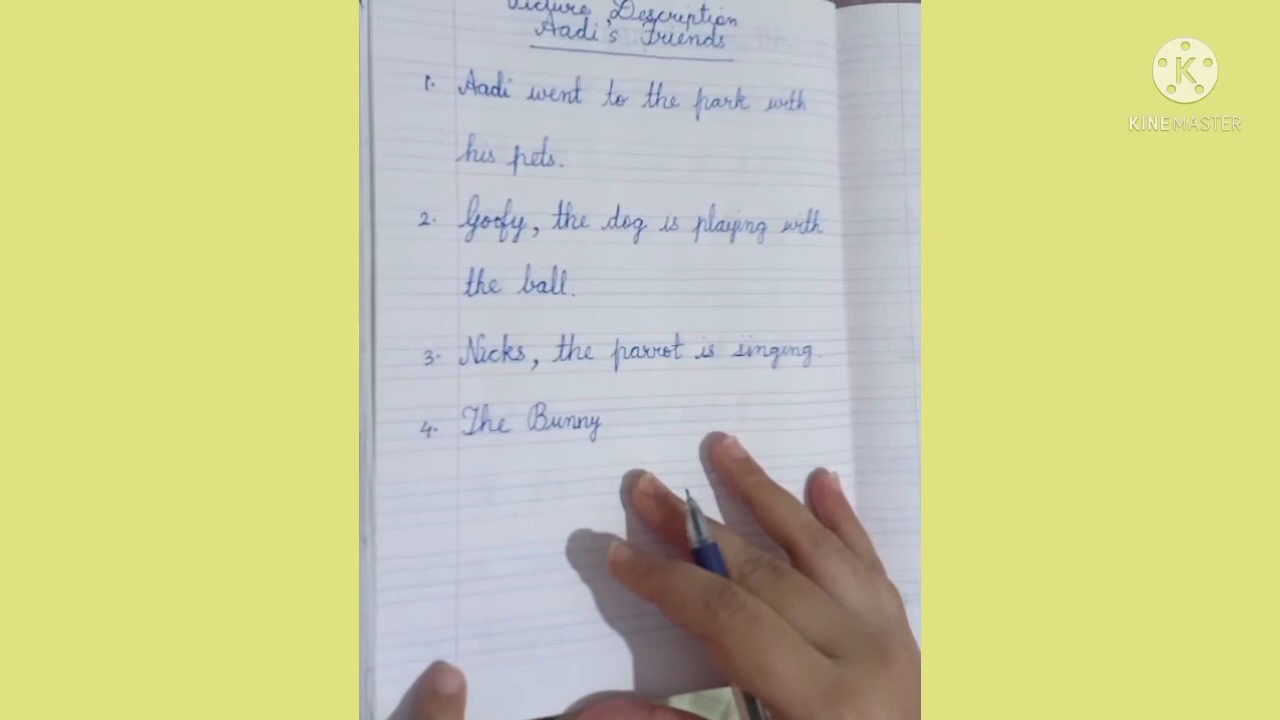 Picture Description
Aadi's Friends
1. Aadi went to the park with
his pets.
2. Goofy, the dog is playing with
the ball.
3. Nicks, the parrot is singing.
4. The Bunny
K
KINEMASTER